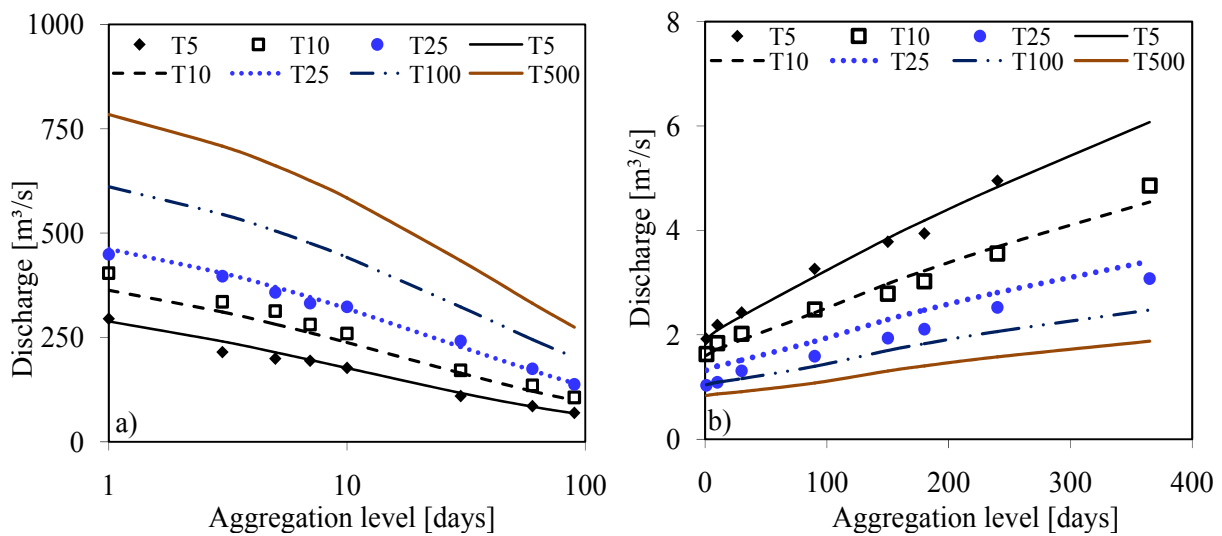 1000
T5 T10 T25 T5
T10 T25 T100 T500
750
500
250
0
Discharge [m³/s]
a)
1 10 100
Aggregation level [days]
8
T5 T10 T25 T5
T10 T25 T100 T500
6
4
2
0
Discharge [m³/s]
b)
0 100 200 300 400
Aggregation level [days]